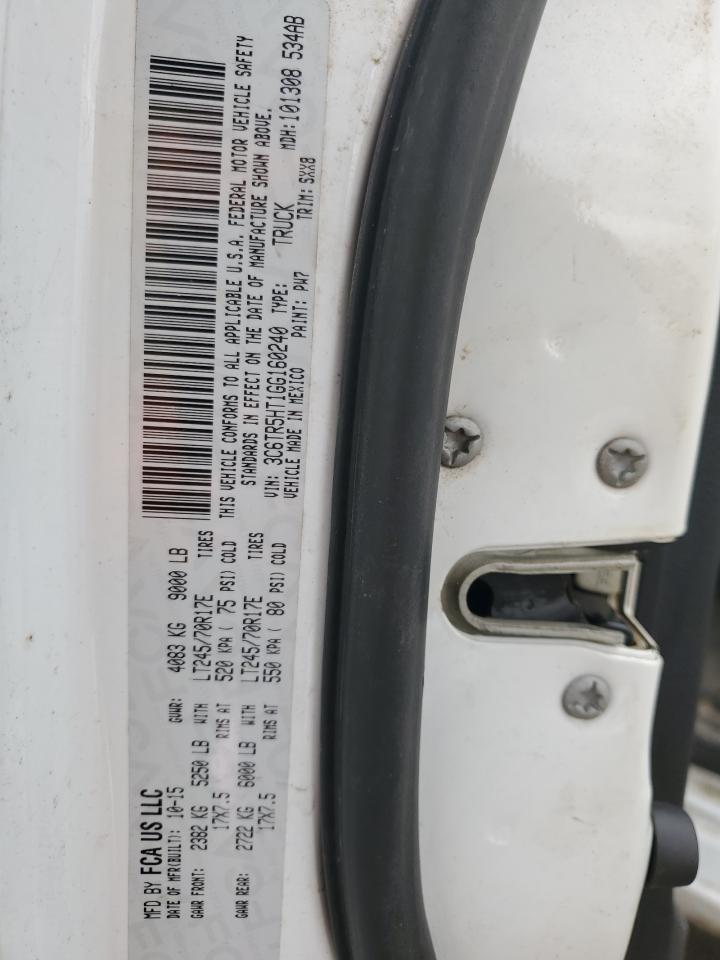 MFD BY FCA US LLC
DATE OF MFR(BUILT): 10-15 GVWR: 4083 KG 9000 LB
GAWR FRONT: 2382 KG 5250 LB WITH LT245/70R17E TIRES
17X7.5 RIMS AT 520 KPA ( 75 PSI) COLD
GAWR REAR: 2722 KG 6000 LB WITH LT245/70R17E TIRES
17X7.5 RIMS AT 550 KPA ( 80 PSI) COLD
THIS VEHICLE CONFORMS TO ALL APPLICABLE U.S.A. FEDERAL MOTOR VEHICLE SAFETY
STANDARDS IN EFFECT ON THE DATE OF MANUFACTURE SHOWN ABOVE.
VIN: 3C6TR5HT1GG160240 TYPE: TRUCK MDH:101308 534AB
VEHICLE MADE IN MEXICO PAINT: PW7 TRIM: SXX8